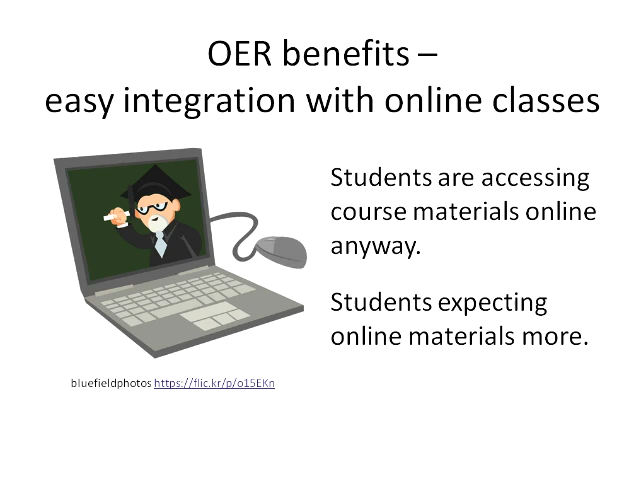 OER benefits –
easy integration with online classes
Students are accessing
course materials online
anyway.
Students expecting
online materials more.
bluefieldphotos https://flic.kr/p/o15EKn